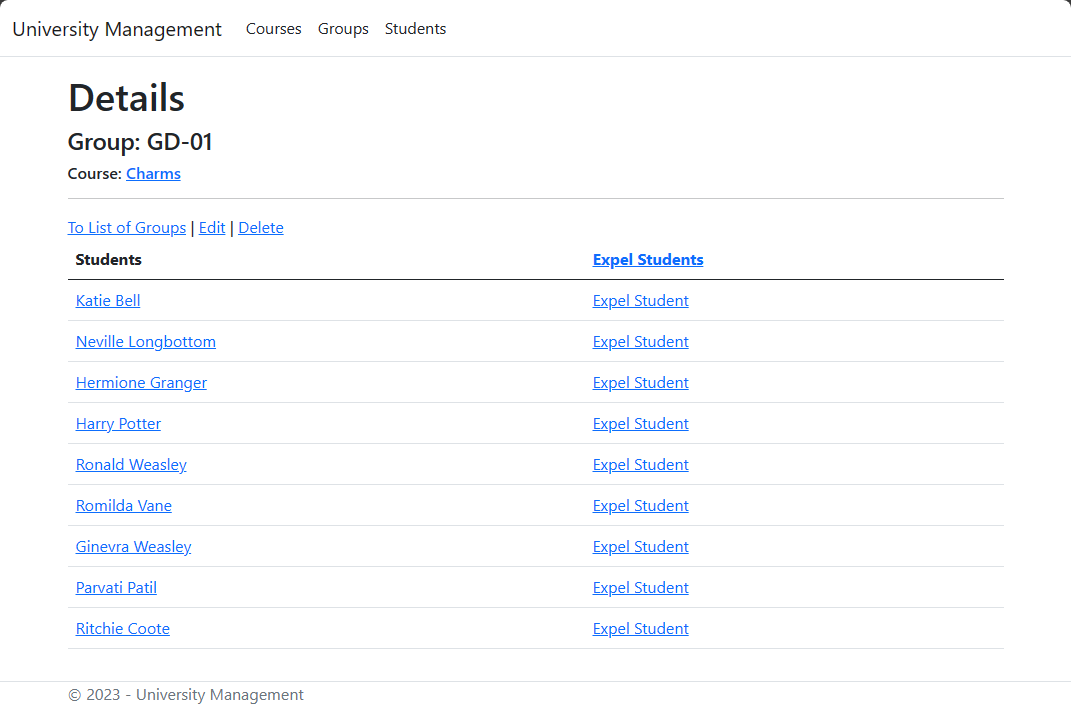 University Management Courses Groups Students
Details
Group: GD-01
Course: Charms
To List of Groups | Edit | Delete
Students Expel Students
Katie Bell Expel Student
Neville Longbottom Expel Student
Hermione Granger Expel Student
Harry Potter Expel Student
Ronald Weasley Expel Student
Romilda Vane Expel Student
Ginevra Weasley Expel Student
Parvati Patil Expel Student
Ritchie Coote Expel Student
© 2023 - University Management